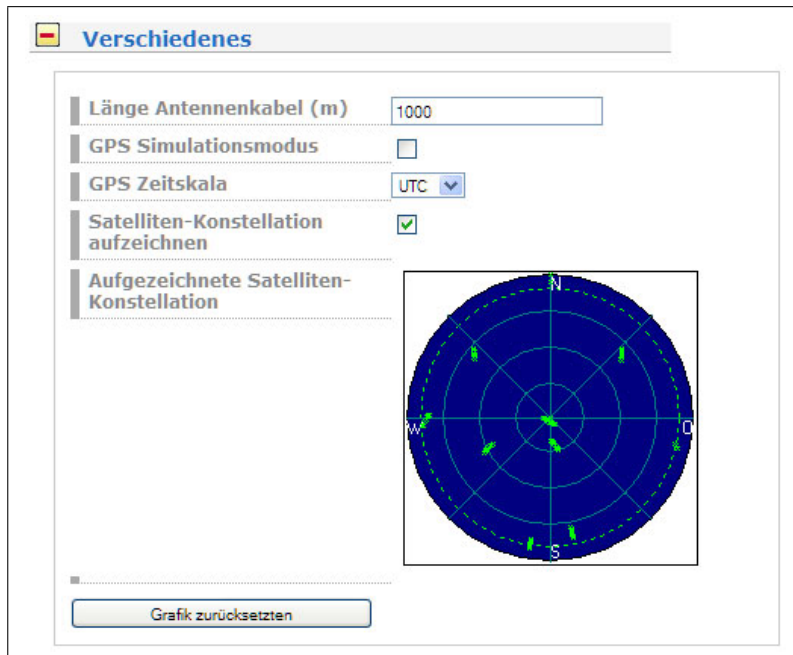 Verschiedenes
Länge Antennenkabel (m)
1000
GPS Simulationsmodus
GPS Zeitskala
UTC
Satelliten-Konstellation
aufzeichnen
Aufgezeichnete Satelliten-
Konstellation
N
W
O
S
Grafik zurücksetzten